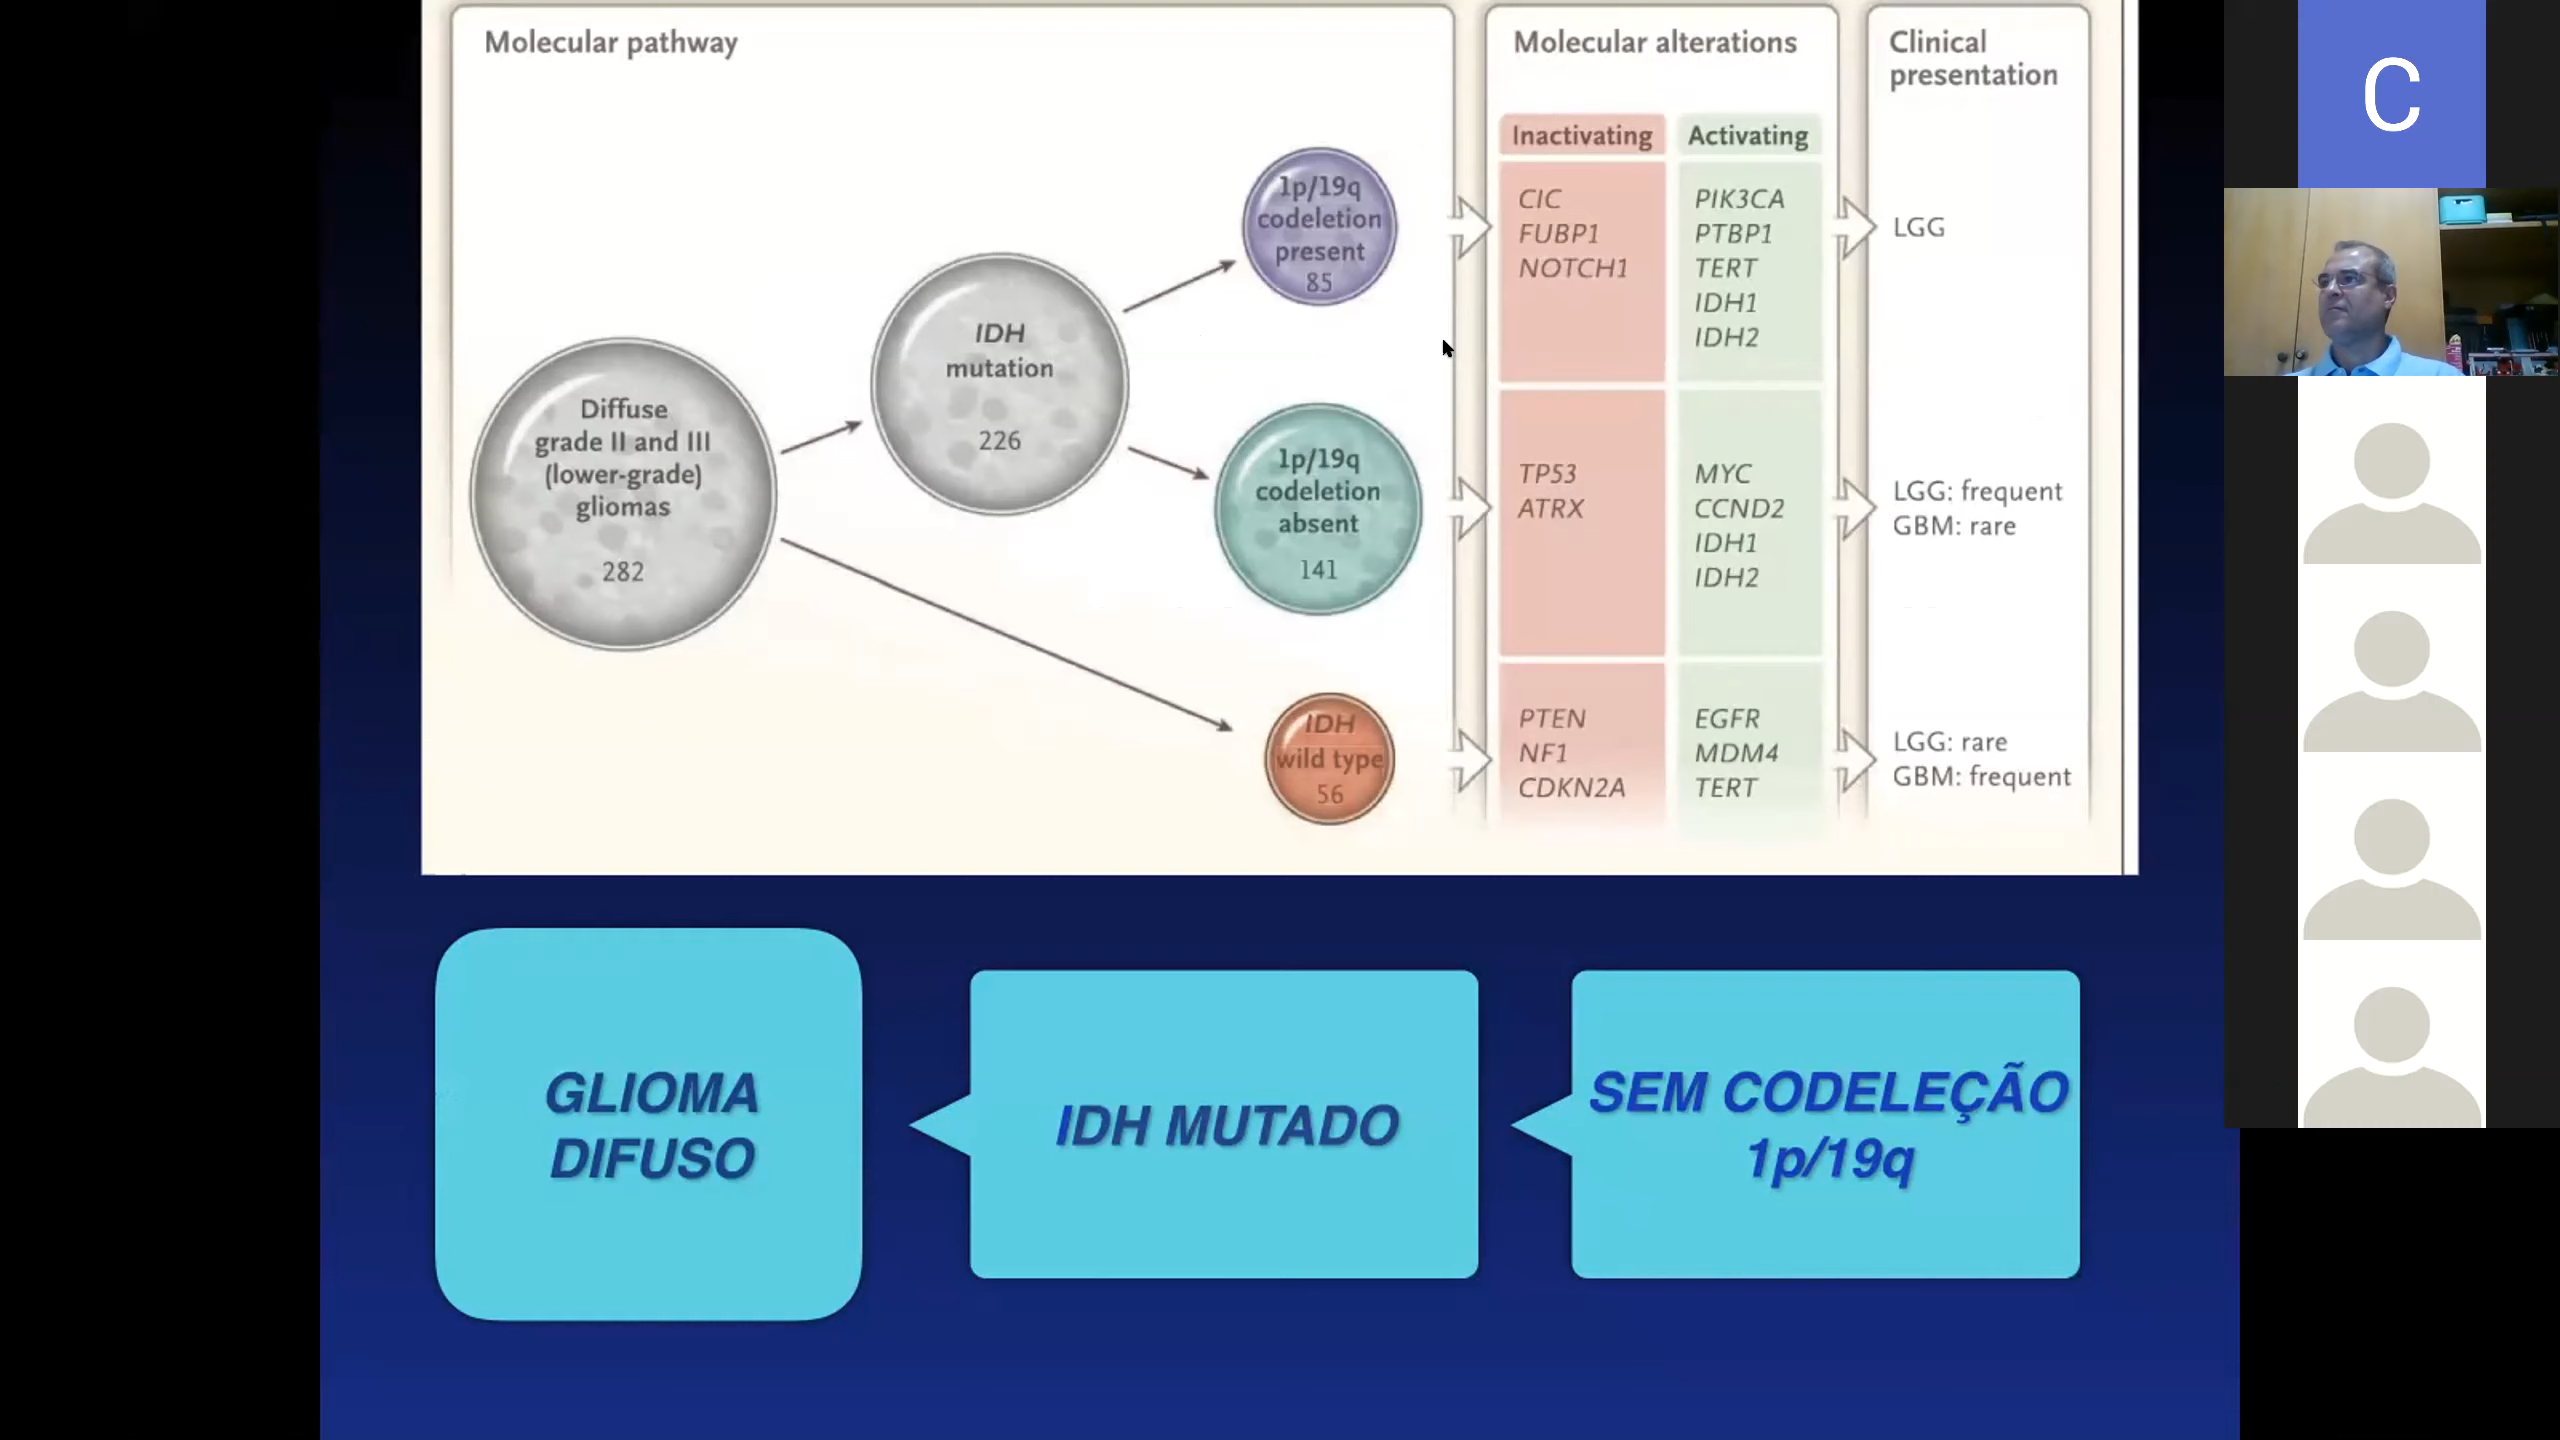 Molecular pathway
Molecular alterations
Clinical
presentation
Inactivating
Activating
Diffuse
grade II and III
(lower-grade)
gliomas
282
IDH
mutation
226
1p/19q
codeletion
present
85
CIC
FUBP1
NOTCH1
PIK3CA
PTBP1
TERT
IDH1
IDH2
LGG
1p/19q
codeletion
absent
141
TP53
ATRX
MYC
CCND2
IDH1
IDH2
LGG: frequent
GBM: rare
IDH
wild type
56
PTEN
NF1
CDKN2A
EGFR
MDM4
TERT
LGG: rare
GBM: frequent
GLIOMA
DIFUSO
IDH MUTADO
SEM CODELEÇÃO
1p/19q
C